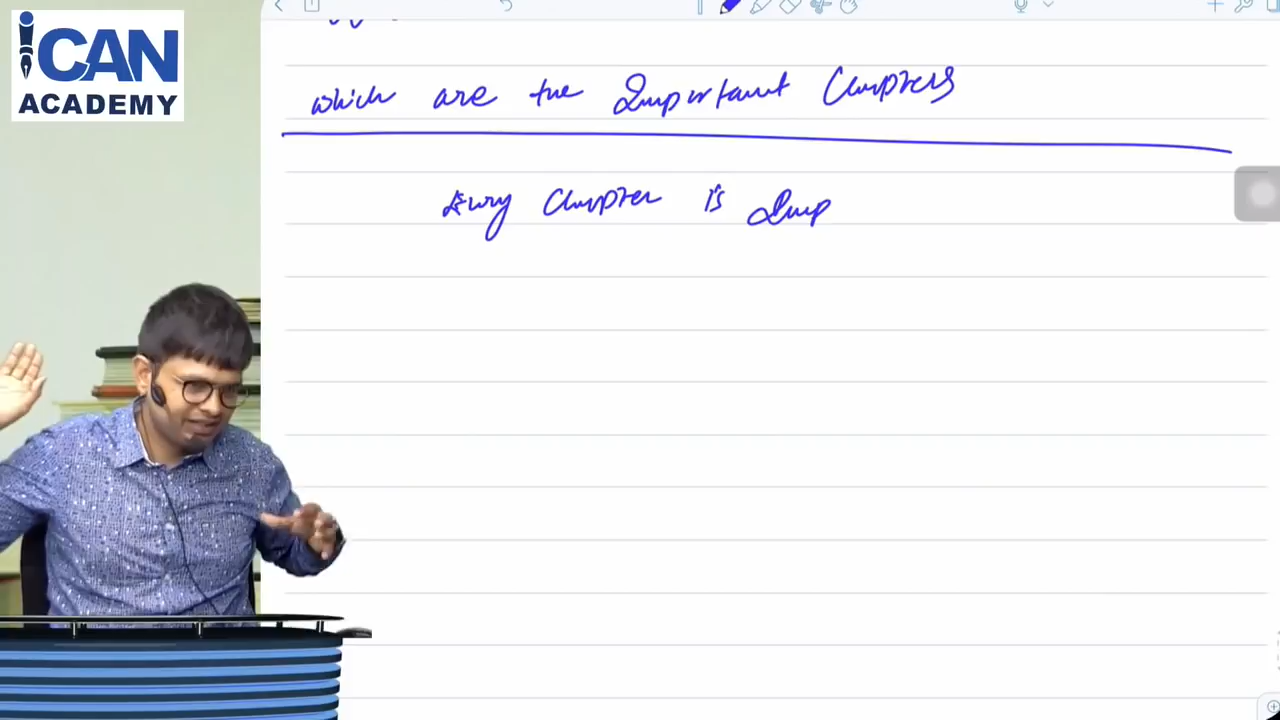 iCAN
ACADEMY
which are the Important Chapters
Every Chapter is Imp